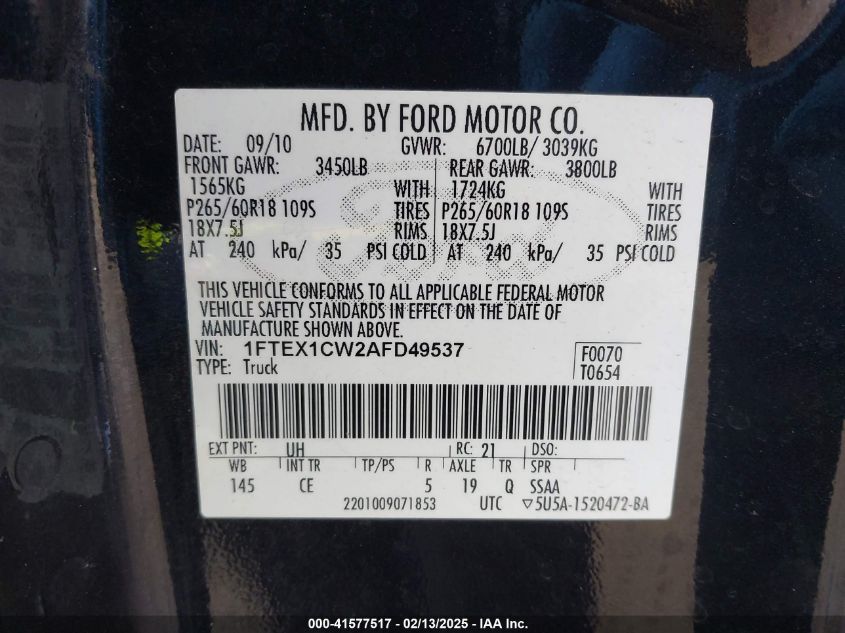 MFD. BY FORD MOTOR CO.
DATE: 09/10 GVWR: 6700LB/ 3039KG
FRONT GAWR: 3450LB REAR GAWR: 3800LB
1565KG WITH 1724KG WITH
P265/60R18 109S TIRES P265/60R18 109S TIRES
18X7.5J RIMS 18X7.5J RIMS
AT 240 kPa/ 35 PSI COLD AT 240 kPa/ 35 PSI COLD
THIS VEHICLE CONFORMS TO ALL APPLICABLE FEDERAL MOTOR
VEHICLE SAFETY STANDARDS IN EFFECT ON THE DATE OF
MANUFACTURE SHOWN ABOVE.
VIN: 1FTEX1CW2AFD49537 F0070
TYPE: Truck T0654
EXT PNT: UH RC: 21 DSO:
WB INT TR TP/PS R AXLE TR SPR
145 CE 5 19 Q SSAA
2201009071853 UTC ▽5U5A-1520472-BA
000-41577517 - 02/13/2025 - IAA Inc.